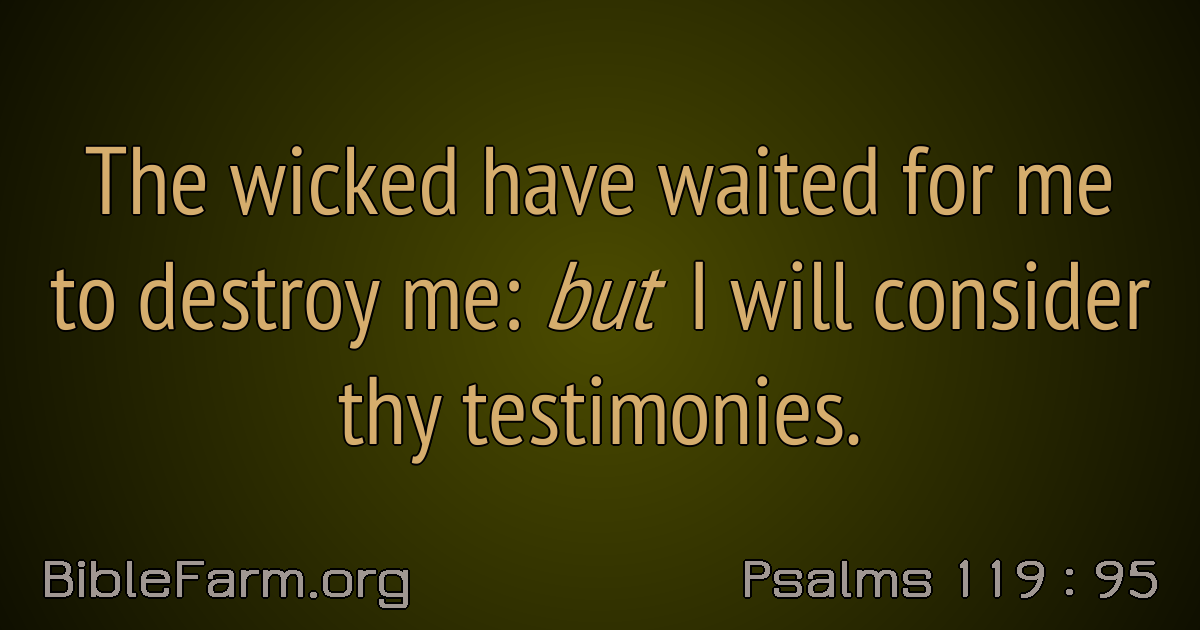 The wicked have waited for me
to destroy me: but I will consider
thy testimonies.
BibleFarm.org
Psalms 119 : 95